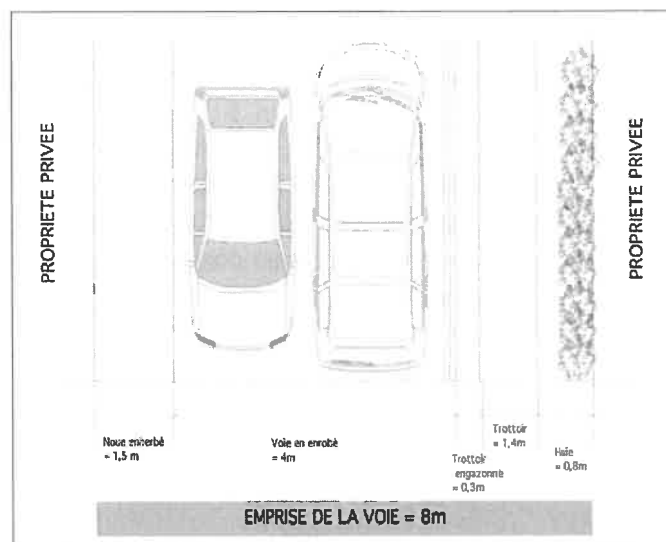 PROPRIETE PRIVEE
PROPRIETE PRIVEE
Noue enherbé
= 1,5 m
Voie en enrobé
= 4m
Trottoir
engazonné
= 0,3m
Trottoir
= 1,4m
Haie
= 0,8m
EMPRISE DE LA VOIE = 8m